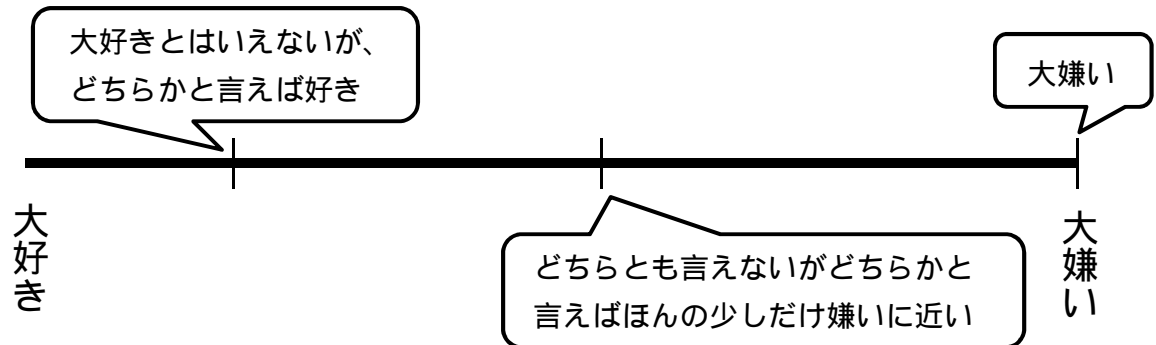 大好きとはいえないが、
どちらかと言えば好き
大嫌い
大好き
どちらとも言えないがどちらかと
言えばほんの少しだけ嫌いに近い
大嫌い